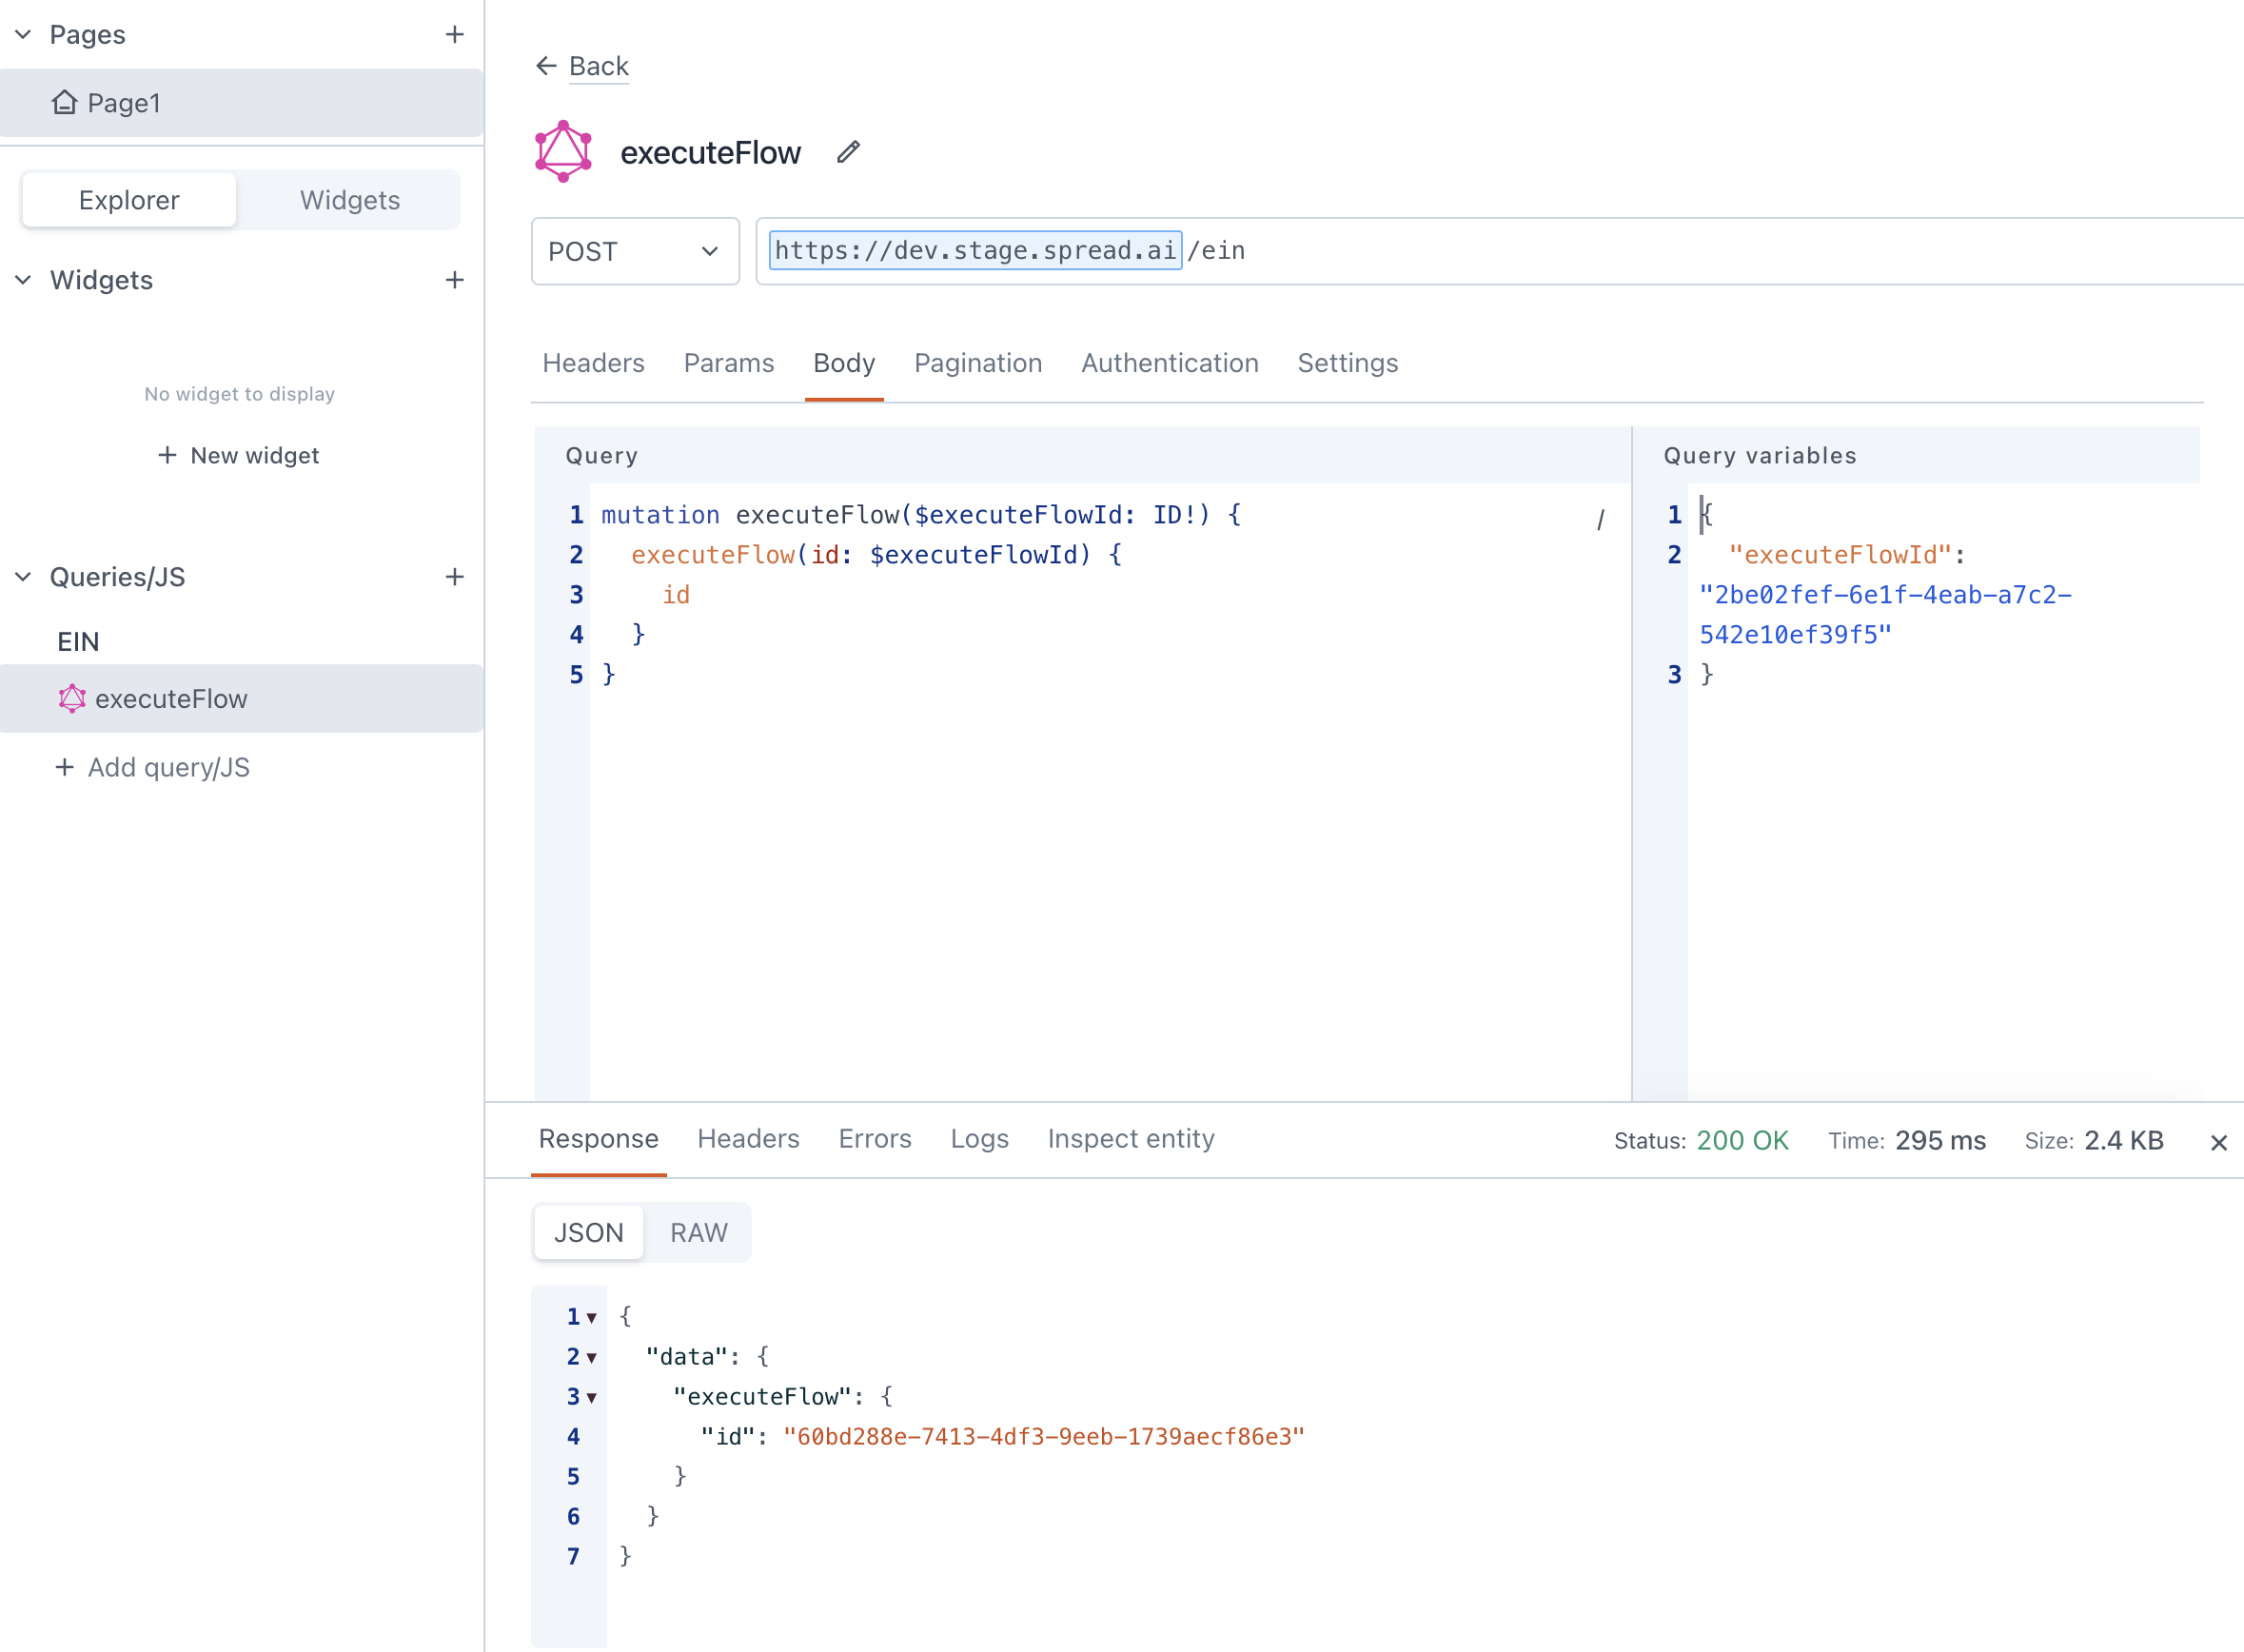 Pages
Page1
Explorer
Widgets
Widgets
No widget to display
New widget
Queries/JS
EIN
executeFlow
Add query/JS
Back
executeFlow
POST
https://dev.stage.spread.ai/ein
Headers
Params
Body
Pagination
Authentication
Settings
Query
1 mutation executeFlow($executeFlowId: ID!) {
2 executeFlow(id: $executeFlowId) {
3 id
4 }
5 }
/
Query variables
1 {
2 "executeFlowId":
"2be02fef-6e1f-4eab-a7c2-
542e10ef39f5"
3 }
Response
Headers
Errors
Logs
Inspect entity
Status: 200 OK
Time: 295 ms
Size: 2.4 KB
JSON
RAW
1 {
2 "data": {
3 "executeFlow": {
4 "id": "60bd288e-7413-4df3-9eeb-1739aecf86e3"
5 }
6 }
7 }